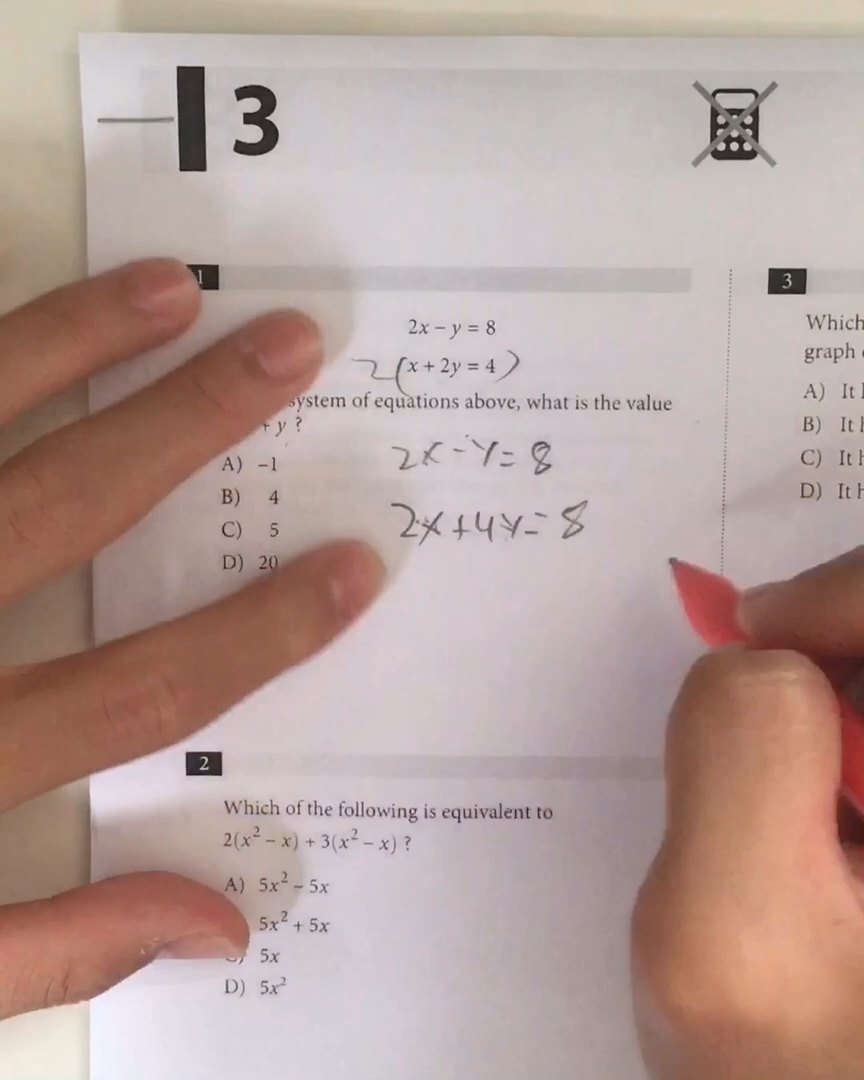 3
1
2x − y = 8
2(x + 2y = 4)
system of equations above, what is the value
+ y ?
A) −1
B) 4
C) 5
D) 20
2x - y = 8
2x + 4y = 8
2
Which of the following is equivalent to
2(x² − x) + 3(x² − x) ?
A) 5x² − 5x
5x² + 5x
5x
D) 5x²
3
Which
graph
A) It
B) It
C) It
D) It